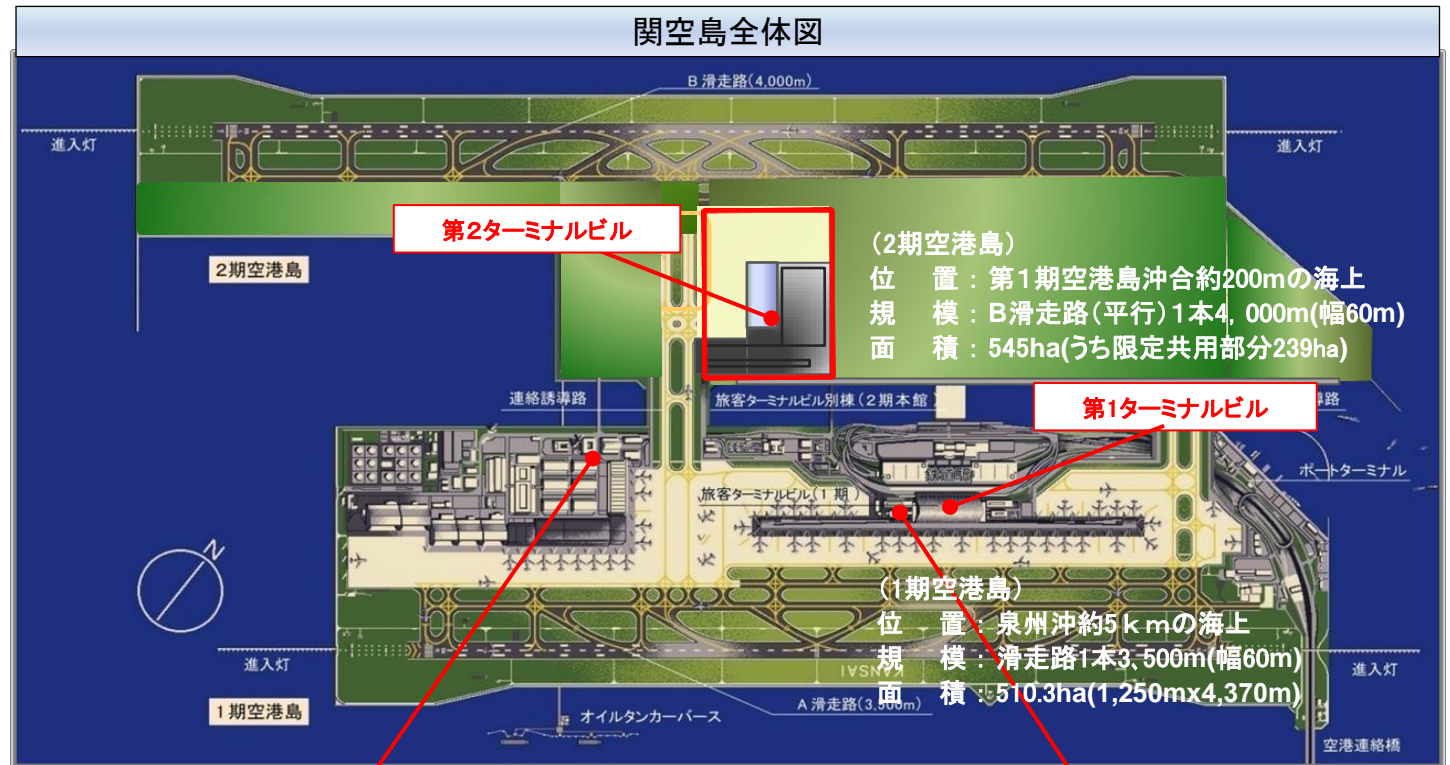 関空島全体図
B 滑走路(4,000m)
進入灯
進入灯
第2ターミナルビル
2期空港島
(2期空港島)
位　置：第1期空港島沖合約200mの海上
規　模：B滑走路(平行)1本4，000m(幅60m)
面　積：545ha(うち限定共用部分239ha)
連絡誘導路
旅客ターミナルビル別棟(2期本館)
第1ターミナルビル
導路
鉄道駅
ポートターミナル
旅客ターミナルビル(1期)
N
(1期空港島)
位　置：泉州沖約5ｋｍの海上
規　模：滑走路1本3、500m(幅60m)
面　積：510.3ha(1,250mx4,370m)
KANSAI
進入灯
進入灯
1期空港島
A 滑走路(3,500m)
オイルタンカーバース
空港連絡橋